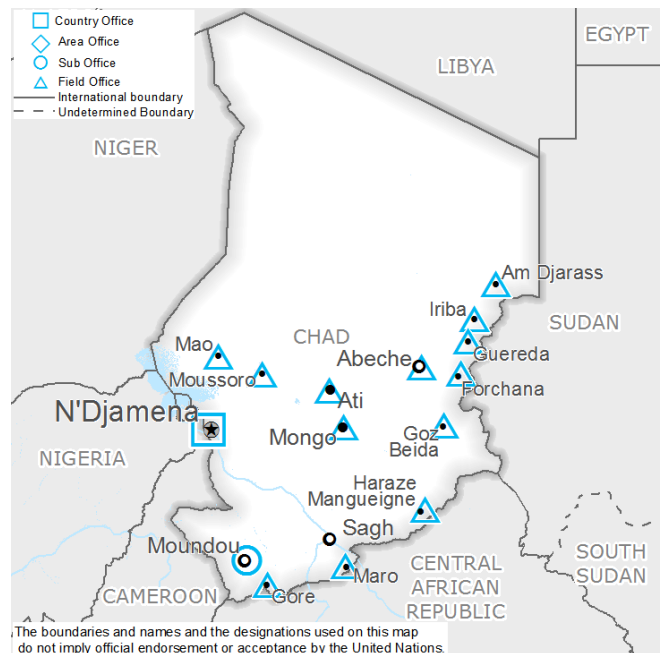 Country Office
Area Office
Sub Office
Field Office
International boundary
Undetermined Boundary
EGYPT
LIBYA
NIGER
Am Djarass
Iriba
SUDAN
CHAD
Mao
Guereda
Abeche
Moussoro
Forchana
Ati
N'Djamena
Mongo
Goz
Beida
NIGERIA
Haraze
Mangueigne
Sagh
Moundou
SOUTH
SUDAN
CENTRAL
AFRICAN
REPUBLIC
Maro
CAMEROON
Gore
The boundaries and names and the designations used on this map
do not imply official endorsement or acceptance by the United Nations.